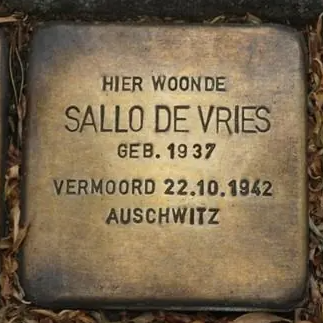 HIER WOONDE
SALLO DE VRIES
GEB. 1937
VERMOORD 22.10.1942
AUSCHWITZ